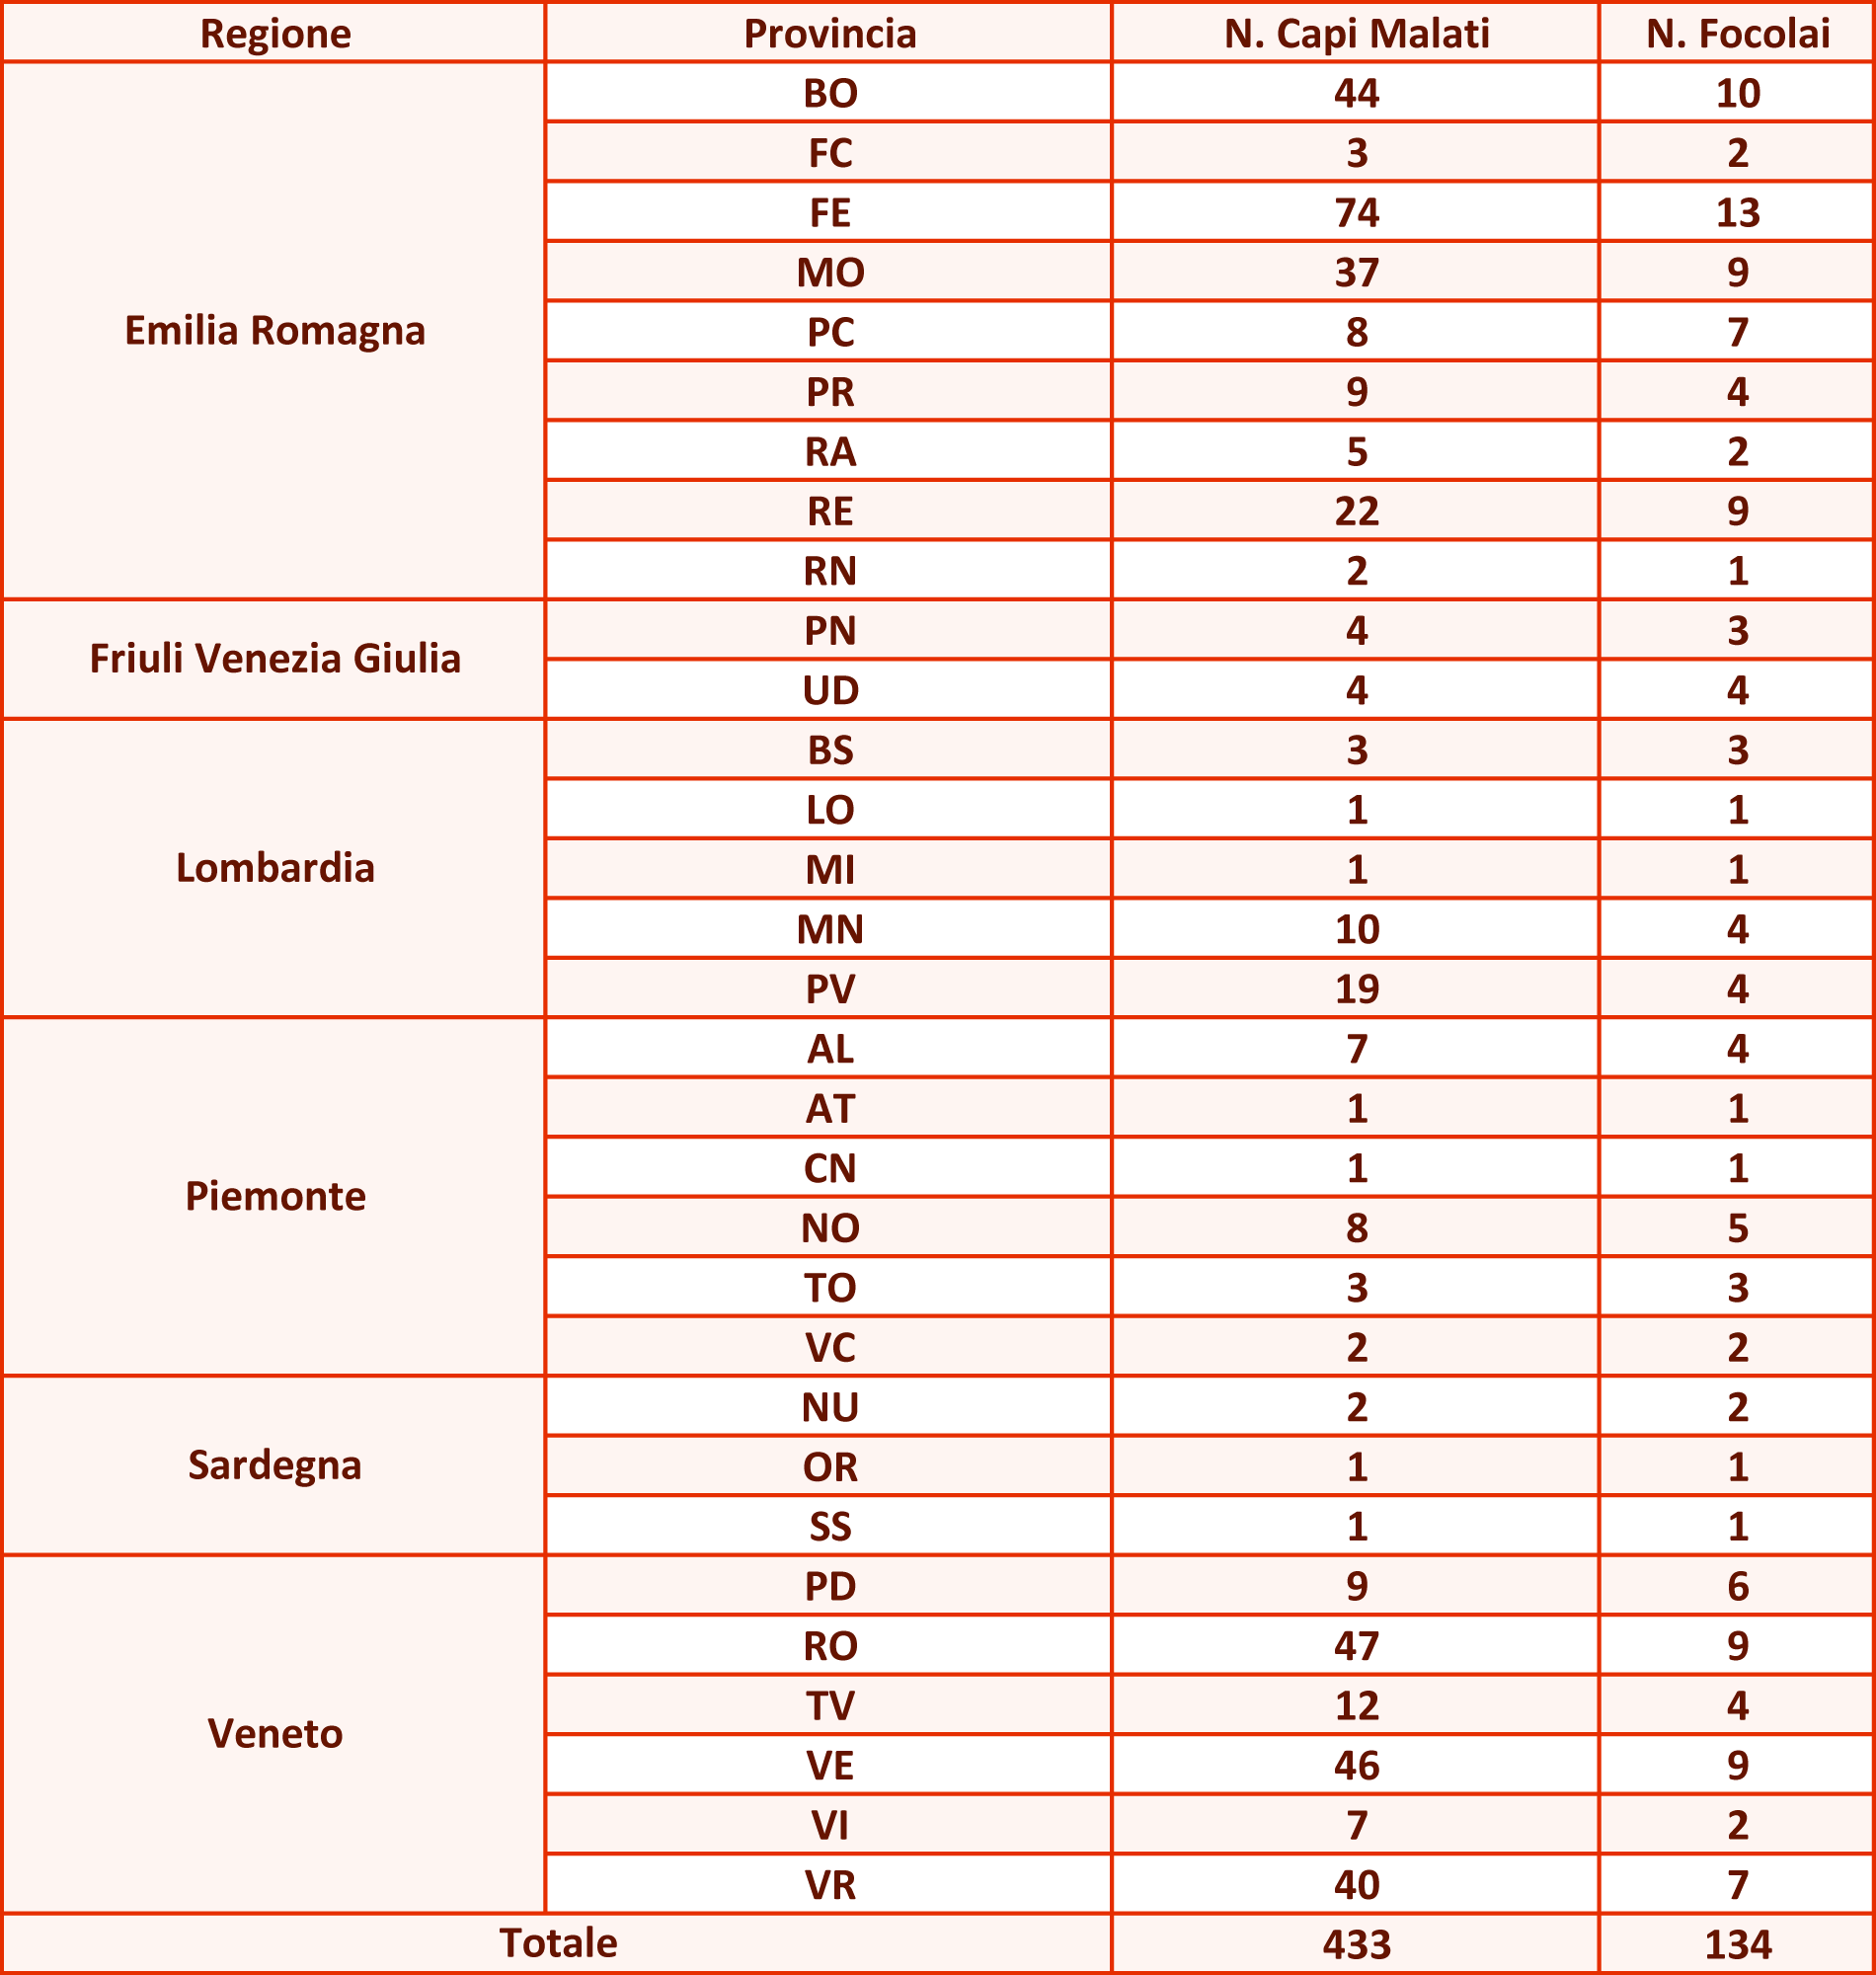 Regione Provincia N. Capi Malati N. Focolai
Emilia Romagna
BO 44 10
FC 3 2
FE 74 13
MO 37 9
PC 8 7
PR 9 4
RA 5 2
RE 22 9
RN 2 1
Friuli Venezia Giulia
PN 4 3
UD 4 4
Lombardia
BS 3 3
LO 1 1
MI 1 1
MN 10 4
PV 19 4
Piemonte
AL 7 4
AT 1 1
CN 1 1
NO 8 5
TO 3 3
VC 2 2
Sardegna
NU 2 2
OR 1 1
SS 1 1
Veneto
PD 9 6
RO 47 9
TV 12 4
VE 46 9
VI 7 2
VR 40 7
Totale 433 134